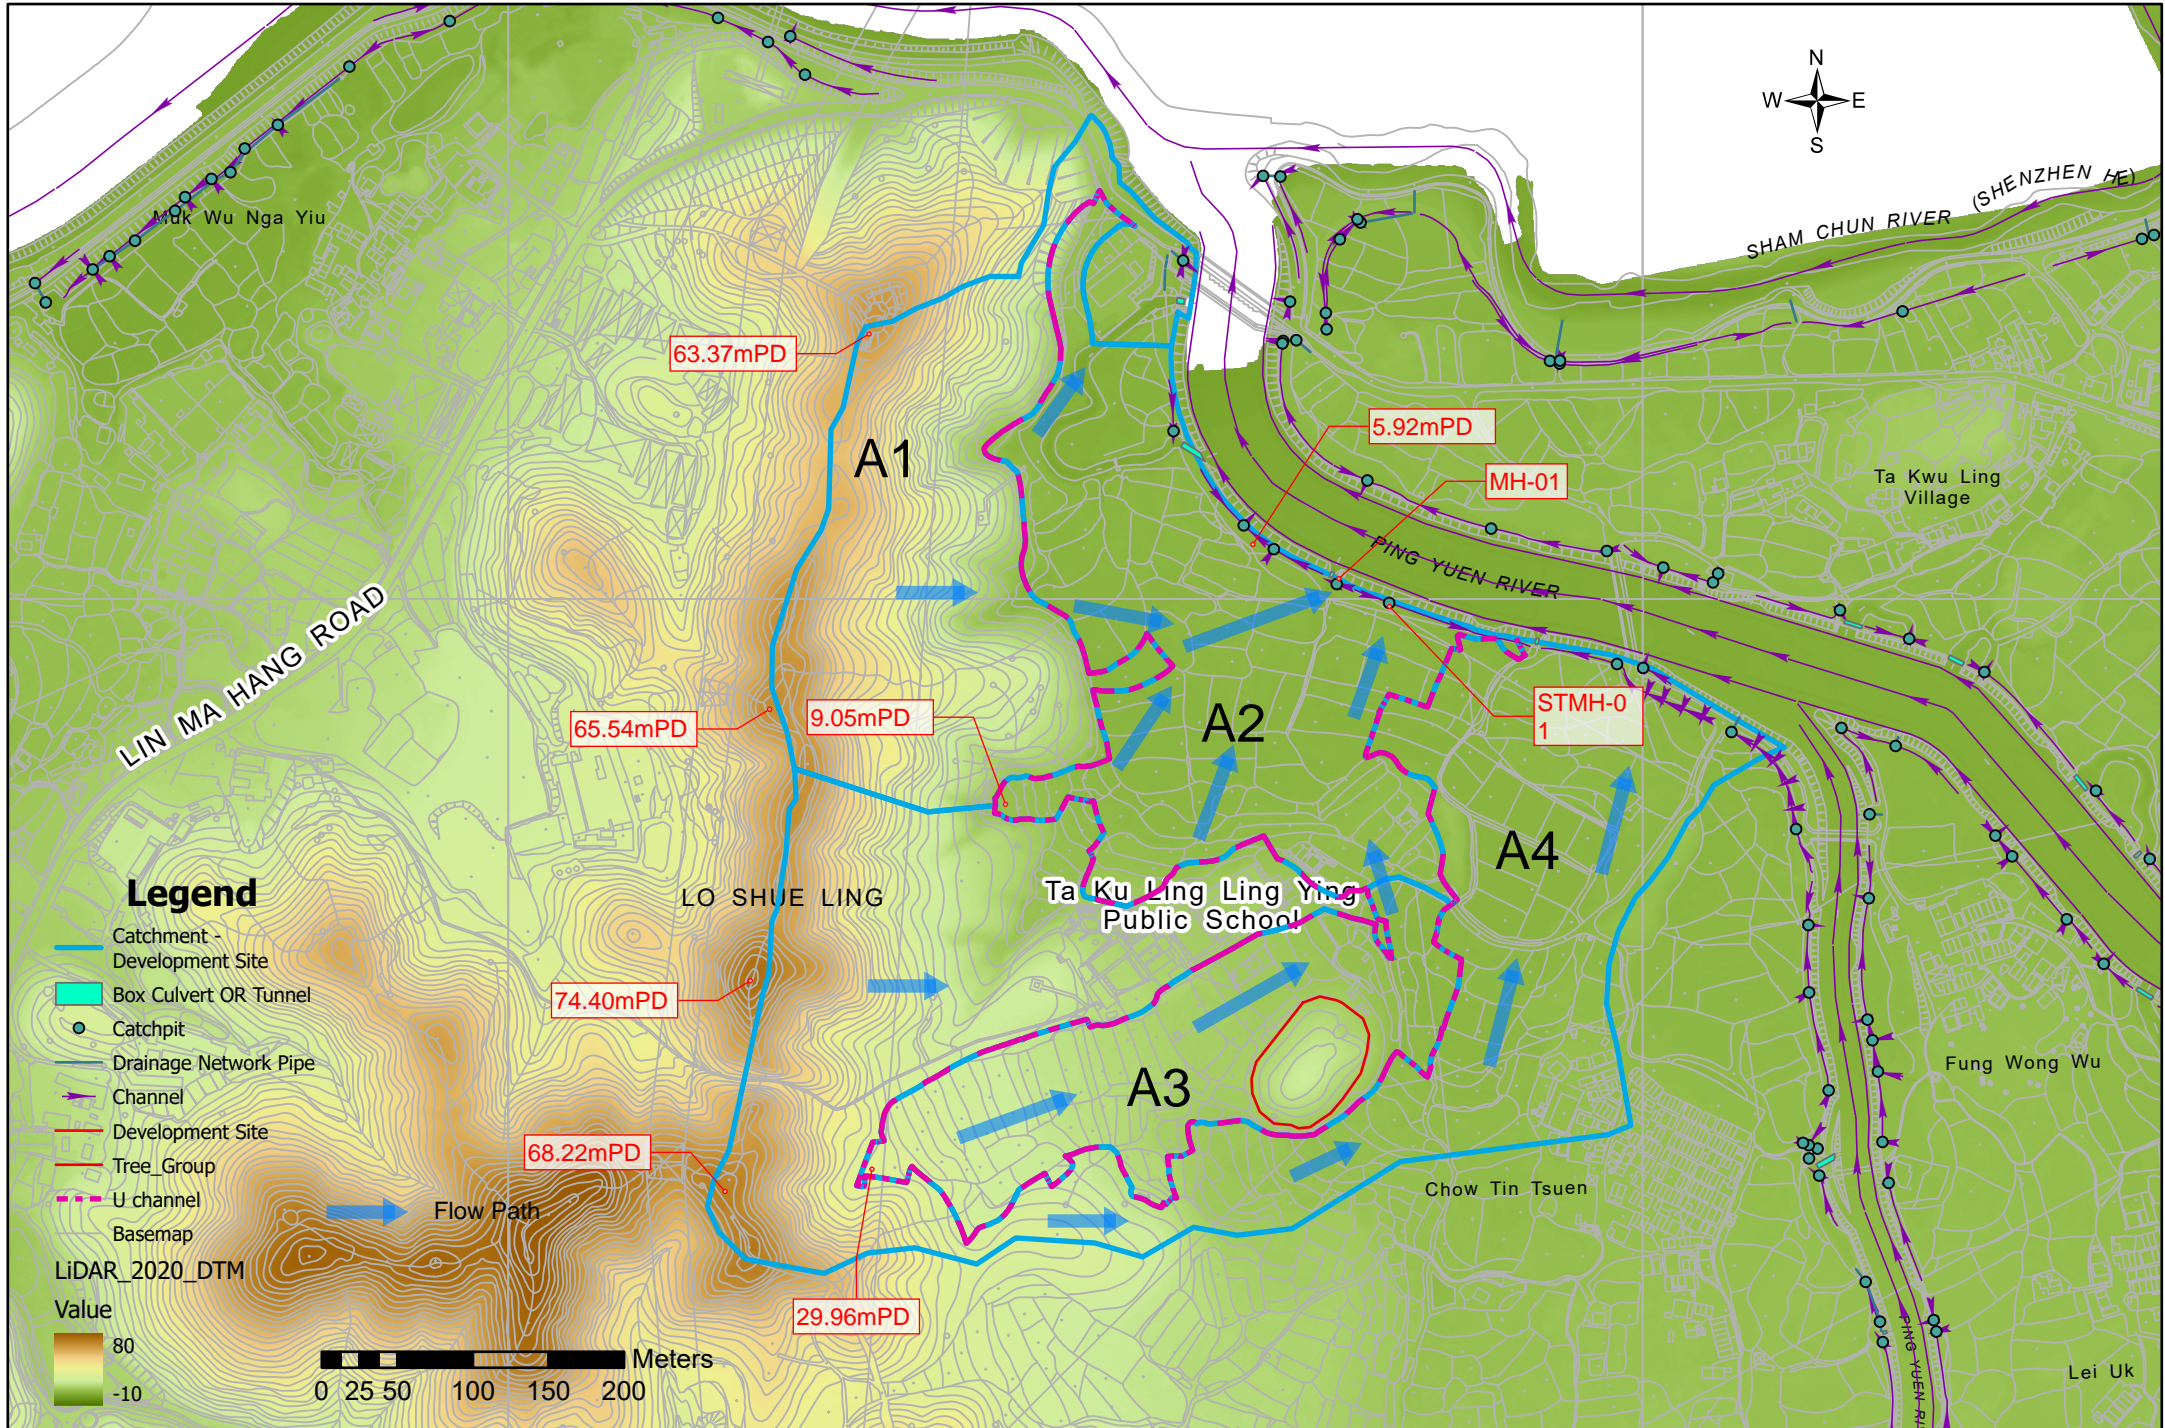 N
W E
S
Muk Wu Nga Yiu
SHAM CHUN RIVER (SHENZHEN HE)
63.37mPD
A1
5.92mPD
MH-01
Ta Kwu Ling
Village
PING YUEN RIVER
LIN MA HANG ROAD
65.54mPD
9.05mPD
A2
STMH-0
1
A4
LO SHUE LING
Ta Ku Ling Ling Ying
Public School
74.40mPD
A3
Fung Wong Wu
68.22mPD
Chow Tin Tsuen
29.96mPD
PING YUEN RI
Lei Uk
Legend
Catchment -
Development Site
Box Culvert OR Tunnel
Catchpit
Drainage Network Pipe
Channel
Development Site
Tree_Group
U channel
Flow Path
Basemap
LiDAR_2020_DTM
Value
80
-10
Meters
0 25 50 100 150 200